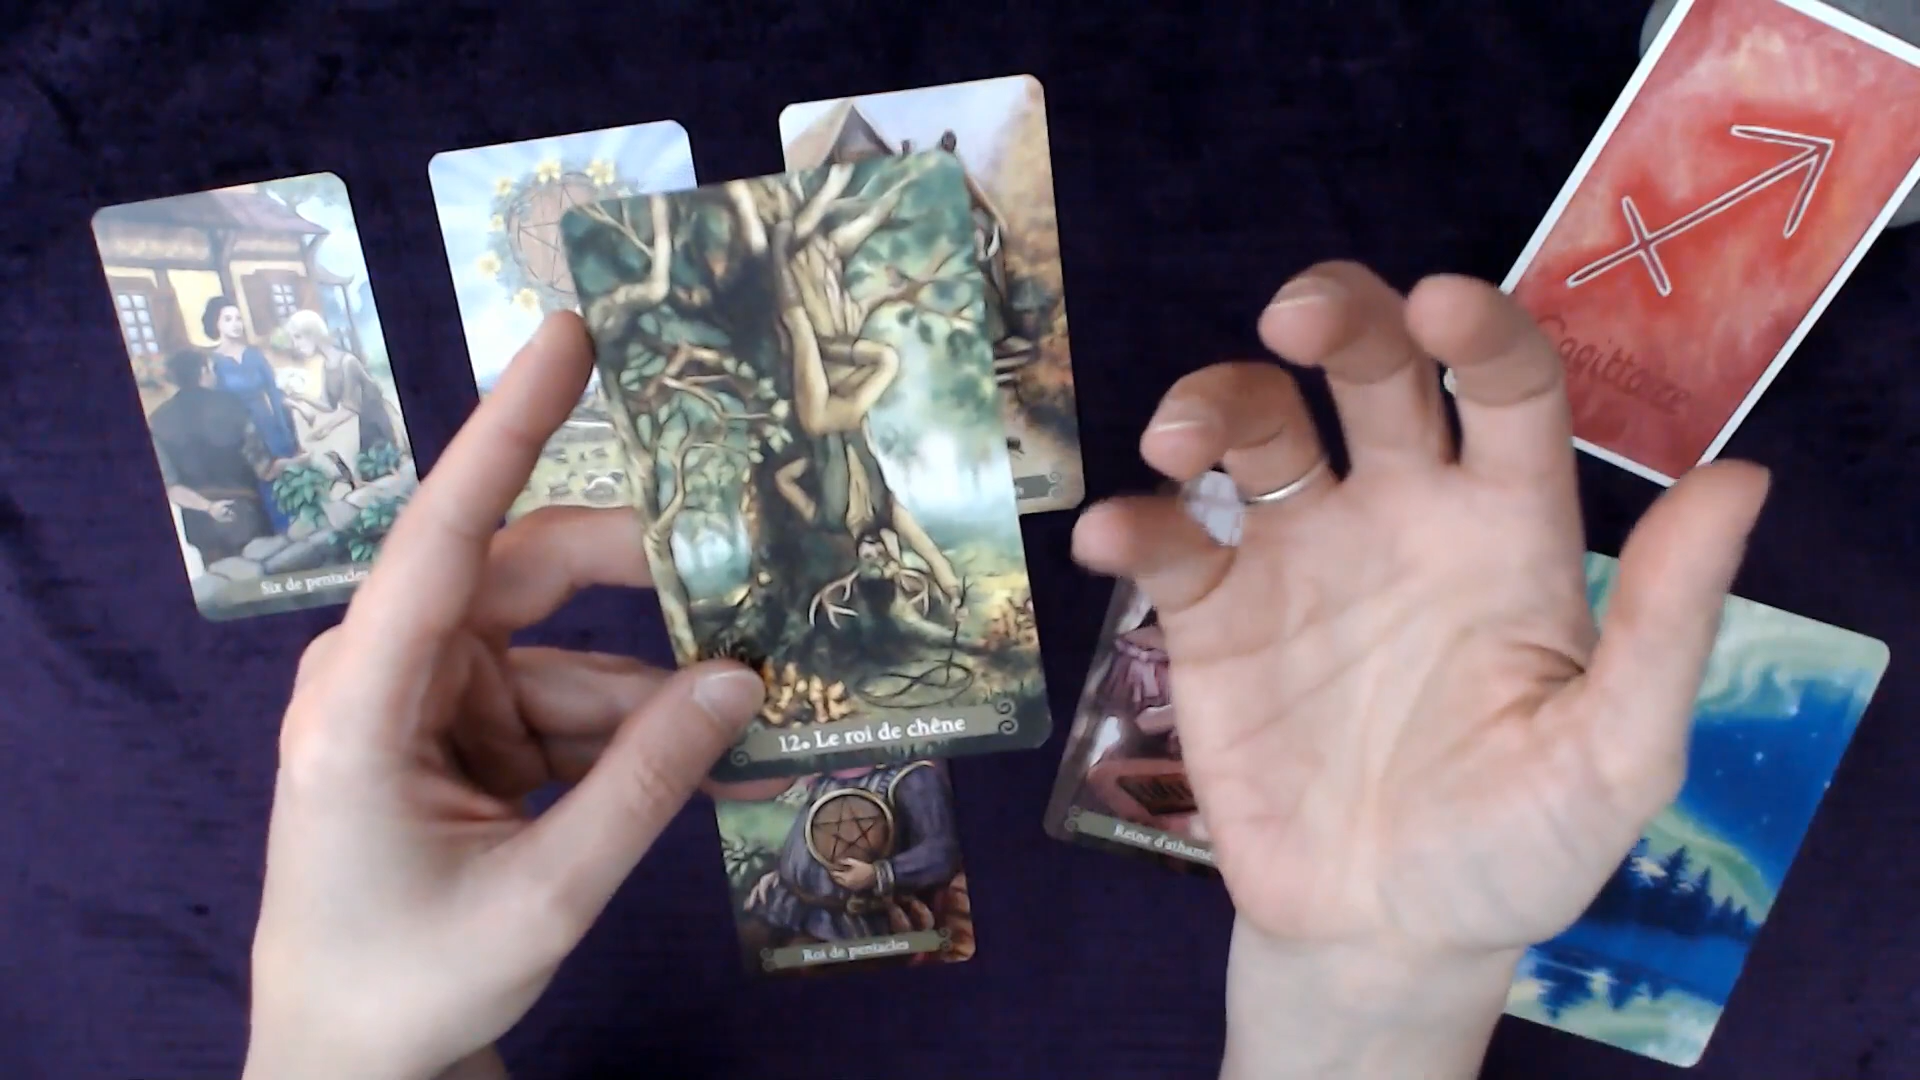 Sagittaire
Six de pentacles
12. Le roi de chêne
Reine d'athame
Roi de pentacles